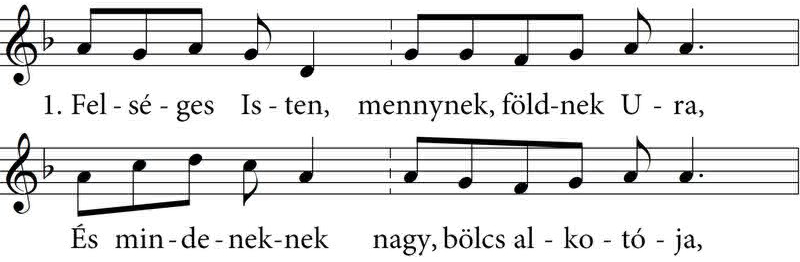 1. Fel - sé - ges Is - ten, mennynek, föld-nek U - ra,
És min - de - nek-nek nagy, bölcs al - ko - tó - ja,